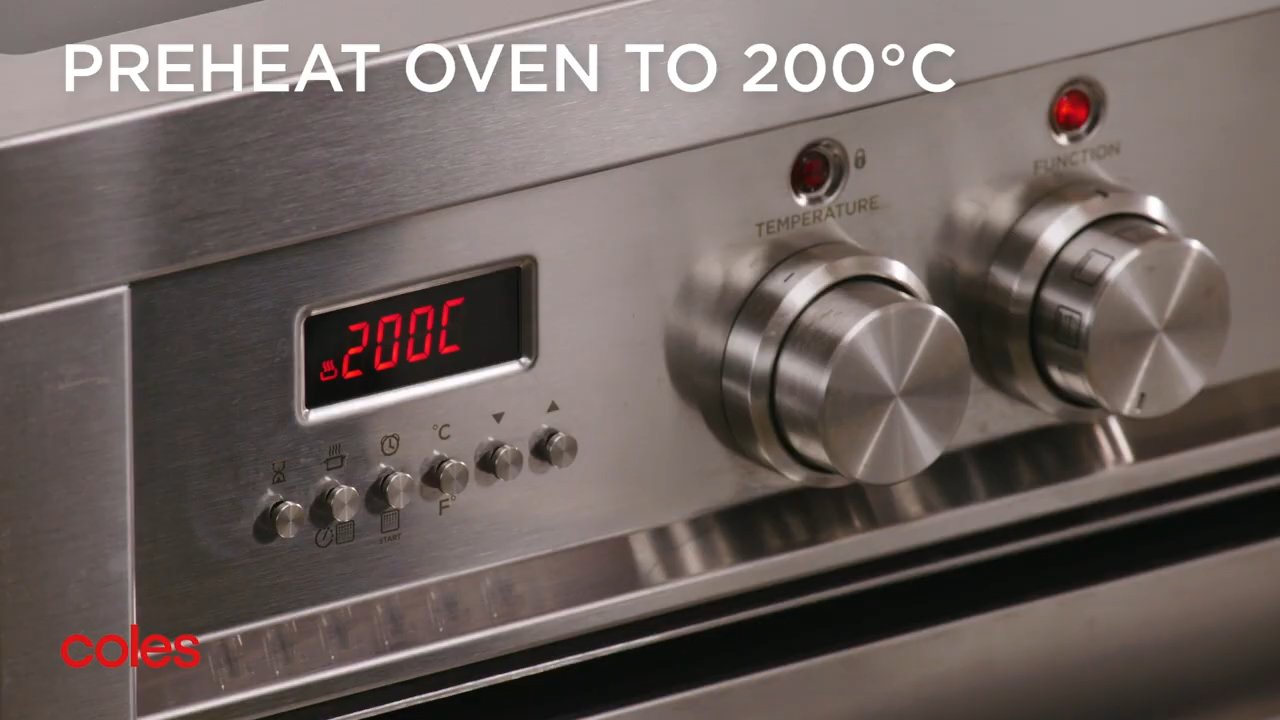 PREHEAT OVEN TO 200°C
FUNCTION
TEMPERATURE
200C
°C
F°
START
coles